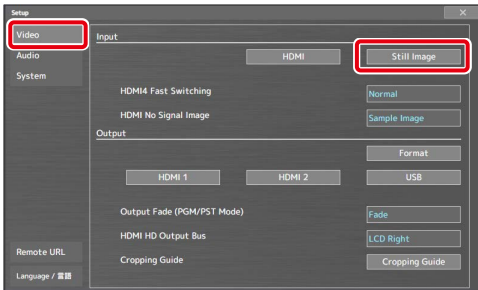 Setup
Video
Audio
System
Input
HDMI Still Image
HDMI4 Fast Switching Normal
HDMI No Signal Image Sample Image
Output
Format
HDMI 1 HDMI 2 USB
Output Fade (PGM/PST Mode) Fade
HDMI HD Output Bus LCD Right
Cropping Guide Cropping Guide
Remote URL
Language / 言語